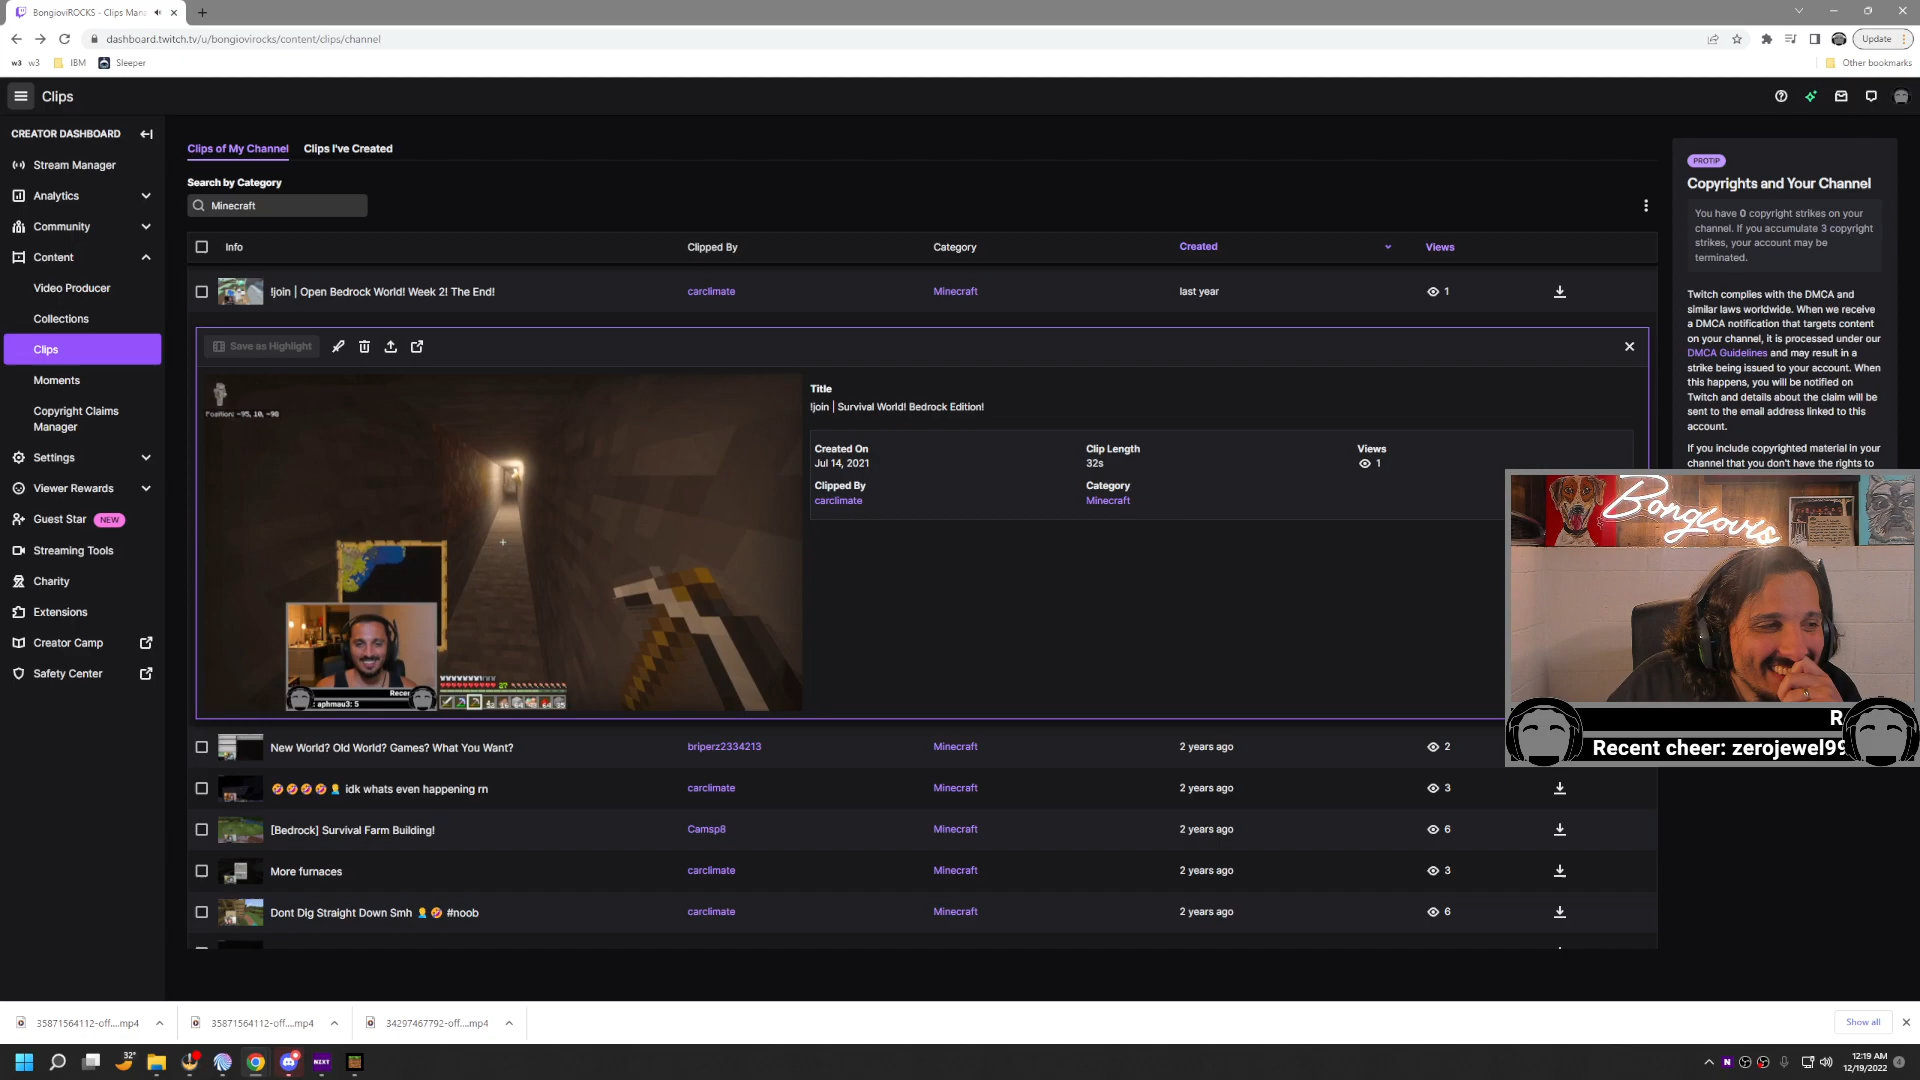 BongioviROCKS - Clips Mana
dashboard.twitch.tv/u/bongiovirocks/content/clips/channel
Update
w3 w3
IBM
Sleeper
Other bookmarks
Clips
CREATOR DASHBOARD
Stream Manager
Analytics
Community
Content
Video Producer
Collections
Clips
Moments
Copyright Claims
Manager
Settings
Viewer Rewards
Guest Star NEW
Streaming Tools
Charity
Extensions
Creator Camp
Safety Center
Clips of My Channel Clips I've Created
Search by Category
Minecraft
Info Clipped By Category Created Views
!join | Open Bedrock World! Week 2! The End! carclimate Minecraft last year 1
Save as Highlight
Position: -95, 10, -90
Title
!join | Survival World! Bedrock Edition!
Created On Clip Length Views
Jul 14, 2021 32s 1
Clipped By Category
carclimate Minecraft
Recer
: aphmau3: 5
27
New World? Old World? Games? What You Want? briperz2334213 Minecraft 2 years ago 2
🤣🤣🤣🤣🤦 idk whats even happening rn carclimate Minecraft 2 years ago 3
[Bedrock] Survival Farm Building! Camsp8 Minecraft 2 years ago 6
More furnaces carclimate Minecraft 2 years ago 3
Dont Dig Straight Down Smh 🤦🤣 #noob carclimate Minecraft 2 years ago 6
PROTIP
Copyrights and Your Channel
You have 0 copyright strikes on your
channel. If you accumulate 3 copyright
strikes, your account may be
terminated.
Twitch complies with the DMCA and
similar laws worldwide. When we receive
a DMCA notification that targets content
on your channel, it is processed under our
DMCA Guidelines and may result in a
strike being issued to your account. When
this happens, you will be notified on
Twitch and details about the claim will be
sent to the email address linked to this
account.
If you include copyrighted material in your
channel that you don't have the rights to
Bongiovis
R
Recent cheer: zerojewel99
35871564112-off....mp4
35871564112-off....mp4
34297467792-off....mp4
Show all
32°
NZXT
N
12:19 AM
12/19/2022
4